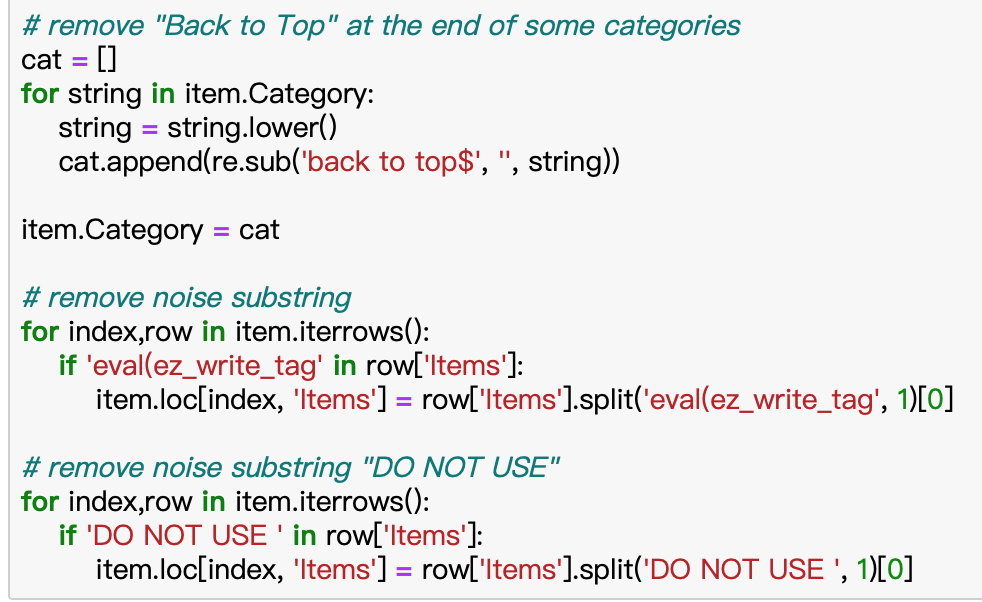 # remove "Back to Top" at the end of some categories
cat = []
for string in item.Category:
    string = string.lower()
    cat.append(re.sub('back to top$', '', string))

item.Category = cat

# remove noise substring
for index,row in item.iterrows():
    if 'eval(ez_write_tag' in row['Items']:
        item.loc[index, 'Items'] = row['Items'].split('eval(ez_write_tag', 1)[0]

# remove noise substring "DO NOT USE"
for index,row in item.iterrows():
    if 'DO NOT USE ' in row['Items']:
        item.loc[index, 'Items'] = row['Items'].split('DO NOT USE ', 1)[0]